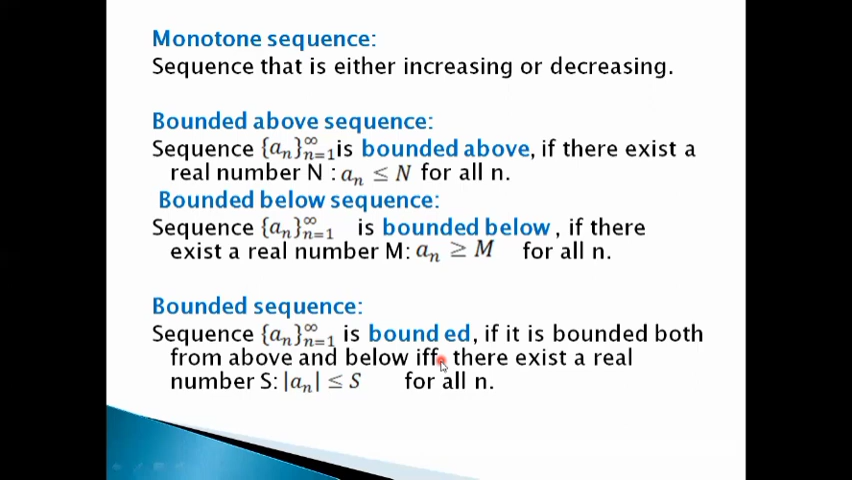 Monotone sequence:
Sequence that is either increasing or decreasing.
Bounded above sequence:
Sequence {aₙ}∞ₙ₌₁ is bounded above, if there exist a
real number N : aₙ ≤ N for all n.
Bounded below sequence:
Sequence {aₙ}∞ₙ₌₁ is bounded below , if there
exist a real number M: aₙ ≥ M for all n.
Bounded sequence:
Sequence {aₙ}∞ₙ₌₁ is bound ed, if it is bounded both
from above and below iff, there exist a real
number S: |aₙ| ≤ S for all n.